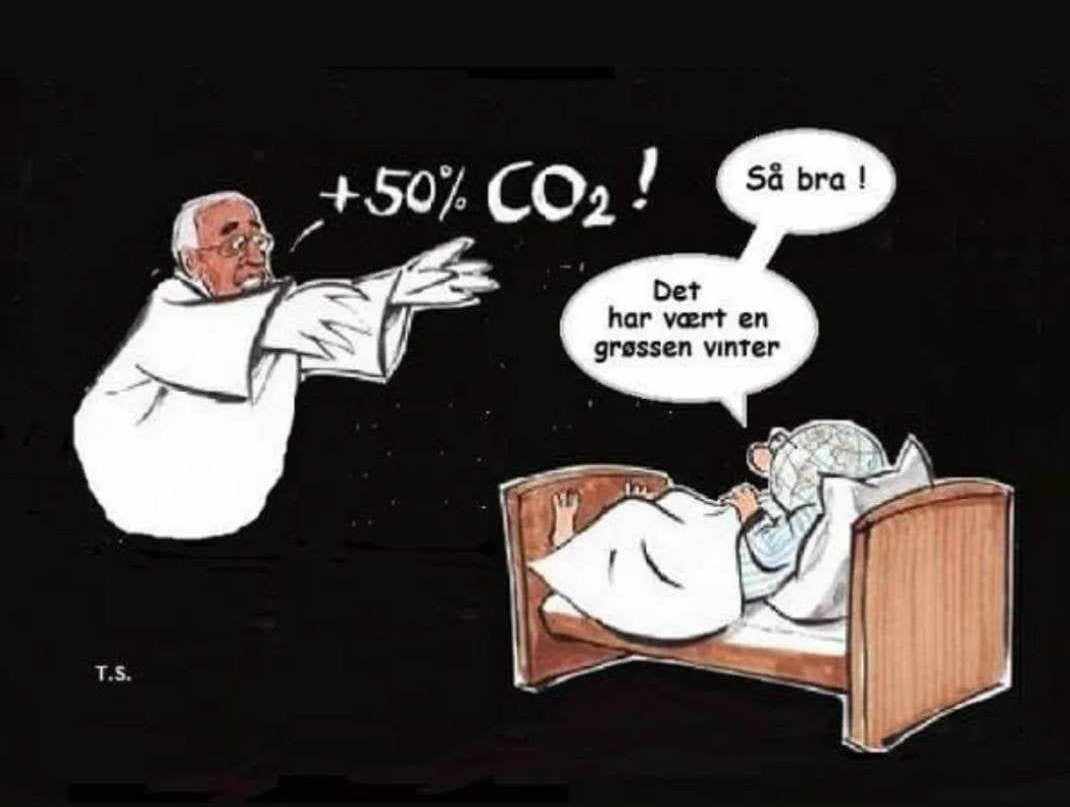 +50% CO₂ !
Så bra !
Det
har vært en
grøssen vinter
T.S.